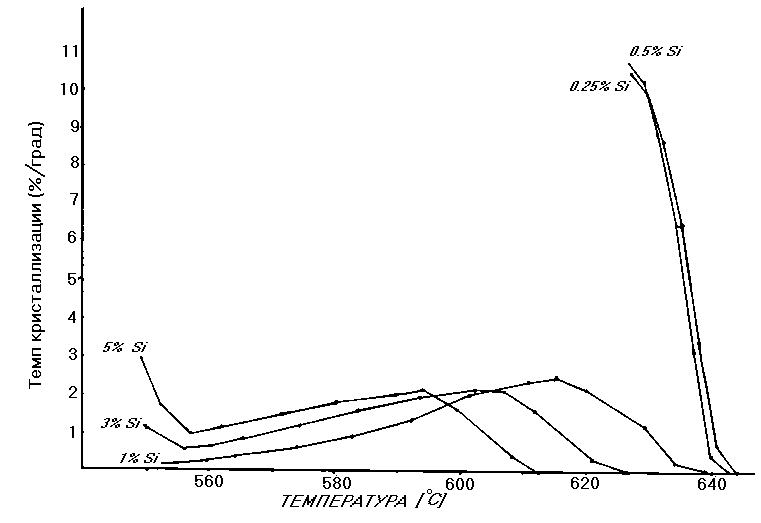 11
10
9
8
7
6
5
4
3
2
1
Темп кристаллизации (%/град)
0.5% Si
0.25% Si
5% Si
3% Si
1% Si
560 580 600 620 640
ТЕМПЕРАТУРА [°C]